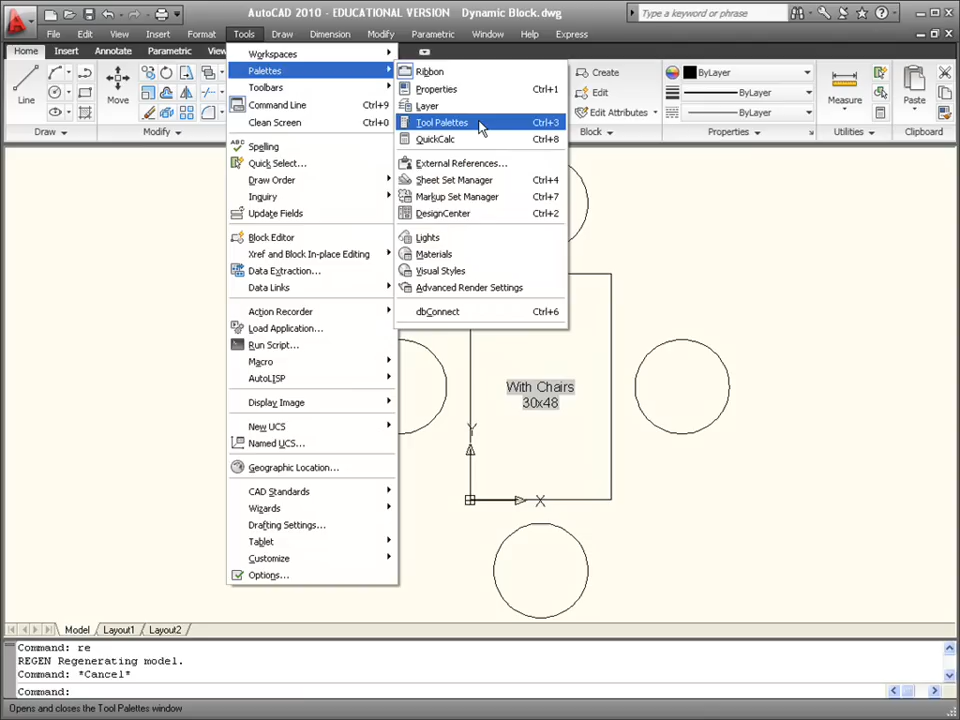 AutoCAD 2010 - EDUCATIONAL VERSION Dynamic Block.dwg
Type a keyword or phrase
File Edit View Insert Format Tools Draw Dimension Modify Parametric Window Help Express
Home Insert Annotate Parametric View
Line
Move
Draw
Modify
Create
Edit
Edit Attributes
Block
ByLayer
ByLayer
ByLayer
Properties
Measure
Utilities
Paste
Workspaces
Palettes
Toolbars
Command Line Ctrl+9
Clean Screen Ctrl+0
Spelling
Quick Select...
Draw Order
Inquiry
Update Fields
Block Editor
Xref and Block In-place Editing
Data Extraction...
Data Links
Action Recorder
Load Application...
Run Script...
Macro
AutoLISP
Display Image
New UCS
Named UCS...
Geographic Location...
CAD Standards
Wizards
Drafting Settings...
Tablet
Customize
Options...
Ribbon
Properties Ctrl+1
Layer
Tool Palettes Ctrl+3
QuickCalc Ctrl+8
External References...
Sheet Set Manager Ctrl+4
Markup Set Manager Ctrl+7
DesignCenter Ctrl+2
Lights
Materials
Visual Styles
Advanced Render Settings
dbConnect Ctrl+6
With Chairs
30x48
Y
X
Model Layout1 Layout2
Command: re
REGEN Regenerating model.
Command: *Cancel*
Command:
Opens and closes the Tool Palettes window